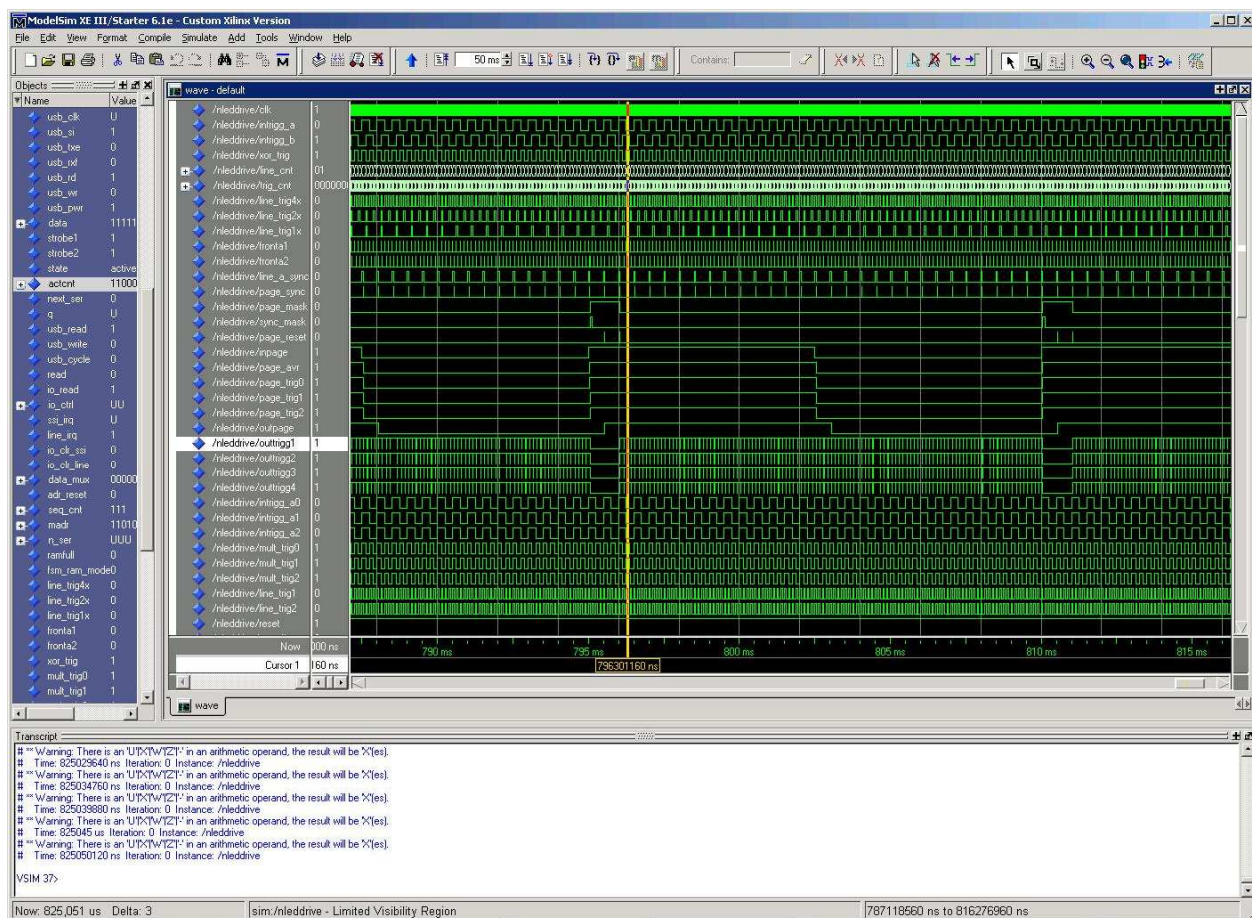 ModelSim XE III/Starter 6.1e - Custom Xilinx Version
File Edit View Format Compile Simulate Add Tools Window Help
50 ms
Contains:
Objects
Name Value
usb_clk U
usb_si 1
usb_txe 0
usb_rxf 0
usb_rd 1
usb_wr 0
usb_pwr 1
data 11111
strobe1 1
strobe2 1
state active
actcnt 11000
next_ser 0
q U
usb_read 1
usb_write 0
usb_cycle 0
read 0
io_read 1
io_ctrl UU
ssi_irq U
line_irq 1
io_clr_ssi 0
io_clr_line 0
data_mux 00000
adr_reset 0
seq_cnt 111
madr 11010
n_ser UUU
ramfull 0
fsm_ram_mode 0
line_trig4x 0
line_trig2x 0
line_trig1x 0
fronta1 0
fronta2 0
xor_trig 1
mult_trig0 1
mult_trig1 1
wave - default
/nleddrive/clk 1
/nleddrive/intrigg_a 0
/nleddrive/intrigg_b 1
/nleddrive/xor_trig 1
/nleddrive/line_cnt 01
/nleddrive/trig_cnt 0000000
/nleddrive/line_trig4x 0
/nleddrive/line_trig2x 0
/nleddrive/line_trig1x 0
/nleddrive/fronta1 0
/nleddrive/fronta2 0
/nleddrive/line_a_sync 0
/nleddrive/page_sync 0
/nleddrive/page_mask 0
/nleddrive/sync_mask 0
/nleddrive/page_reset 0
/nleddrive/inpage 1
/nleddrive/page_avr 1
/nleddrive/page_trig0 1
/nleddrive/page_trig1 1
/nleddrive/page_trig2 1
/nleddrive/outpage 1
/nleddrive/outtrigg1 1
/nleddrive/outtrigg2 1
/nleddrive/outtrigg3 1
/nleddrive/outtrigg4 1
/nleddrive/intrigg_a0 0
/nleddrive/intrigg_a1 0
/nleddrive/intrigg_a2 0
/nleddrive/mult_trig0 1
/nleddrive/mult_trig1 1
/nleddrive/mult_trig2 1
/nleddrive/line_trig1 0
/nleddrive/line_trig2 0
/nleddrive/reset 1
Now 000 ns 790 ms 795 ms 800 ms 805 ms 810 ms 815 ms
Cursor 1 160 ns 796301160 ns
wave
Transcript
# ** Warning: There is an 'U'|'X'|'W'|'Z'|'-' in an arithmetic operand, the result will be 'X'(es).
# Time: 825029640 ns Iteration: 0 Instance: /nleddrive
# ** Warning: There is an 'U'|'X'|'W'|'Z'|'-' in an arithmetic operand, the result will be 'X'(es).
# Time: 825034760 ns Iteration: 0 Instance: /nleddrive
# ** Warning: There is an 'U'|'X'|'W'|'Z'|'-' in an arithmetic operand, the result will be 'X'(es).
# Time: 825039880 ns Iteration: 0 Instance: /nleddrive
# ** Warning: There is an 'U'|'X'|'W'|'Z'|'-' in an arithmetic operand, the result will be 'X'(es).
# Time: 825045 us Iteration: 0 Instance: /nleddrive
# ** Warning: There is an 'U'|'X'|'W'|'Z'|'-' in an arithmetic operand, the result will be 'X'(es).
# Time: 825050120 ns Iteration: 0 Instance: /nleddrive
VSIM 37>
Now: 825,051 us Delta: 3 sim:/nleddrive - Limited Visibility Region 787118560 ns to 816276960 ns